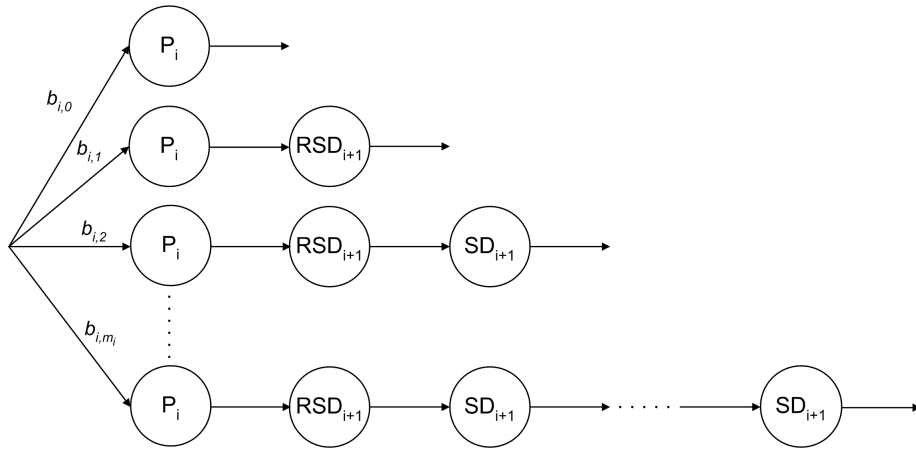 P_i
b_{i,0}
b_{i,1} P_i RSD_{i+1}
b_{i,2} P_i RSD_{i+1} SD_{i+1}
b_{i,m_i}
P_i RSD_{i+1} SD_{i+1} SD_{i+1}